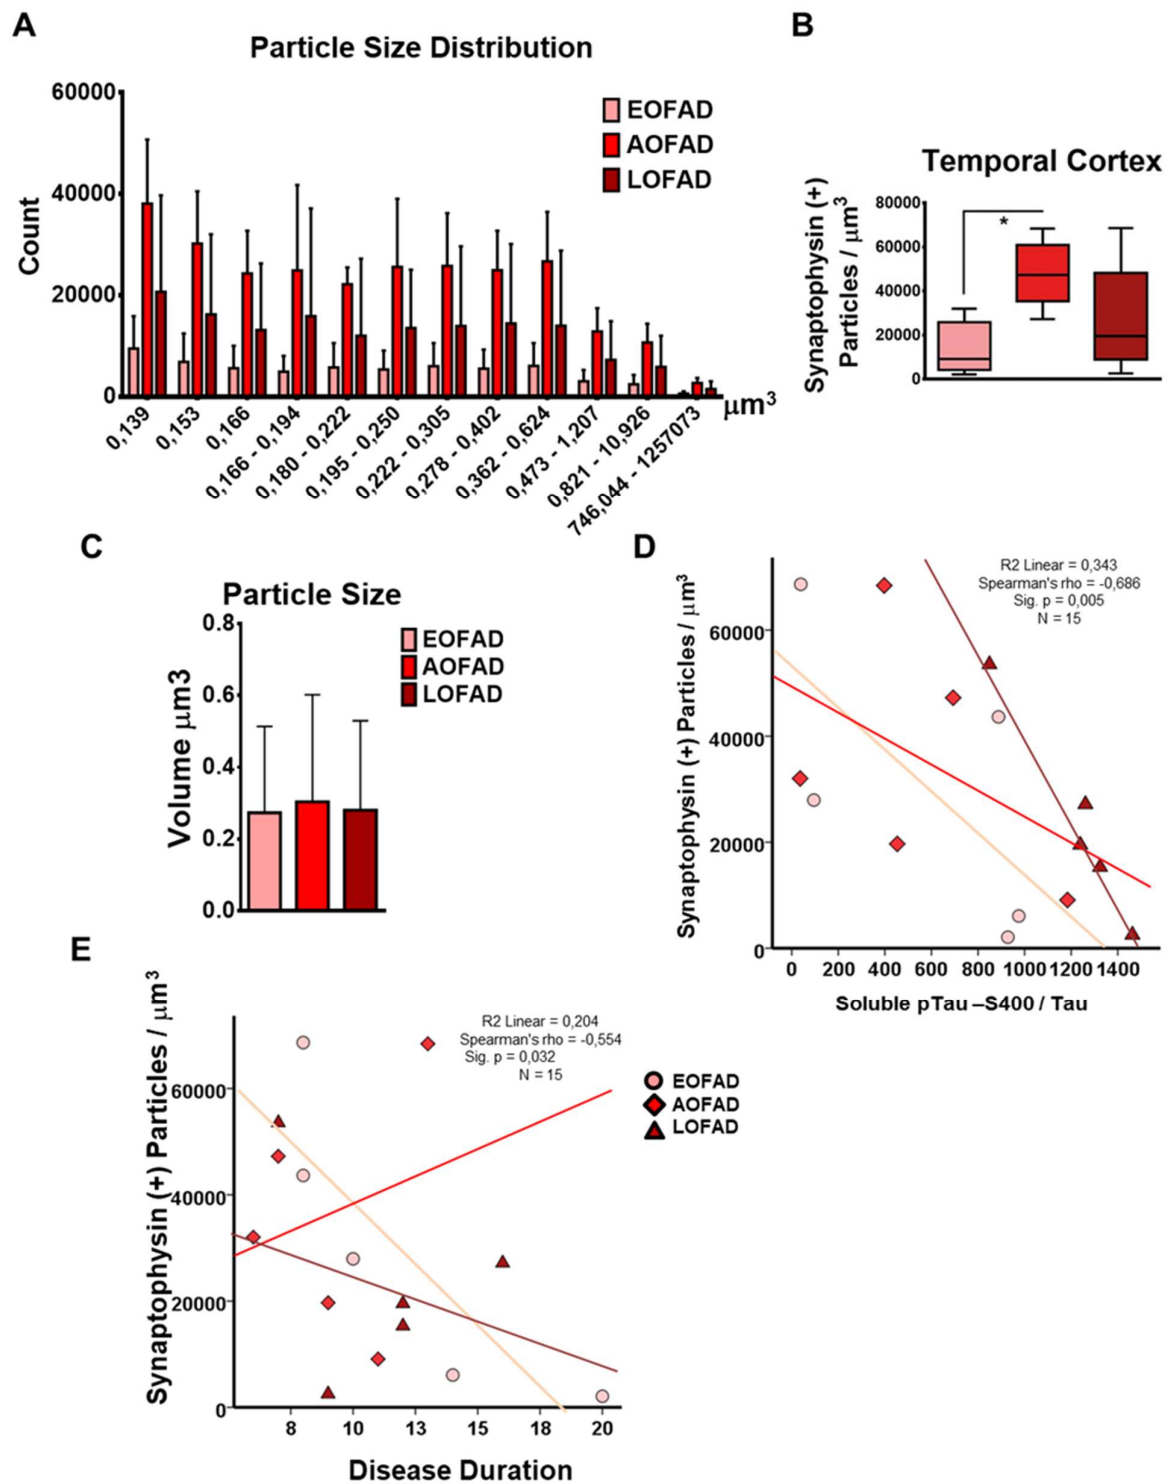 A
Particle Size Distribution
Count
60000
40000
20000
0
EOFAD
AOFAD
LOFAD
0,139
0,153
0,166
0,166 - 0,194
0,180 - 0,222
0,195 - 0,250
0,222 - 0,305
0,278 - 0,402
0,362 - 0,624
0,473 - 1,207
0,821 - 10,926
746,044 - 1257073
μm3
B
Temporal Cortex
Synaptophysin (+)
Particles / μm3
80000
60000
40000
20000
0
*
C
Particle Size
Volume μm3
0.8
0.6
0.4
0.2
0.0
EOFAD
AOFAD
LOFAD
D
Synaptophysin (+) Particles / μm3
R2 Linear = 0,343
Spearman's rho = -0,686
Sig. p = 0,005
N = 15
60000
40000
20000
0
0 200 400 600 800 1000 1200 1400
Soluble pTau –S400 / Tau
E
Synaptophysin (+) Particles / μm3
R2 Linear = 0,204
Spearman's rho = -0,554
Sig. p = 0,032
N = 15
60000
40000
20000
0
8 10 13 15 18 20
Disease Duration
EOFAD
AOFAD
LOFAD